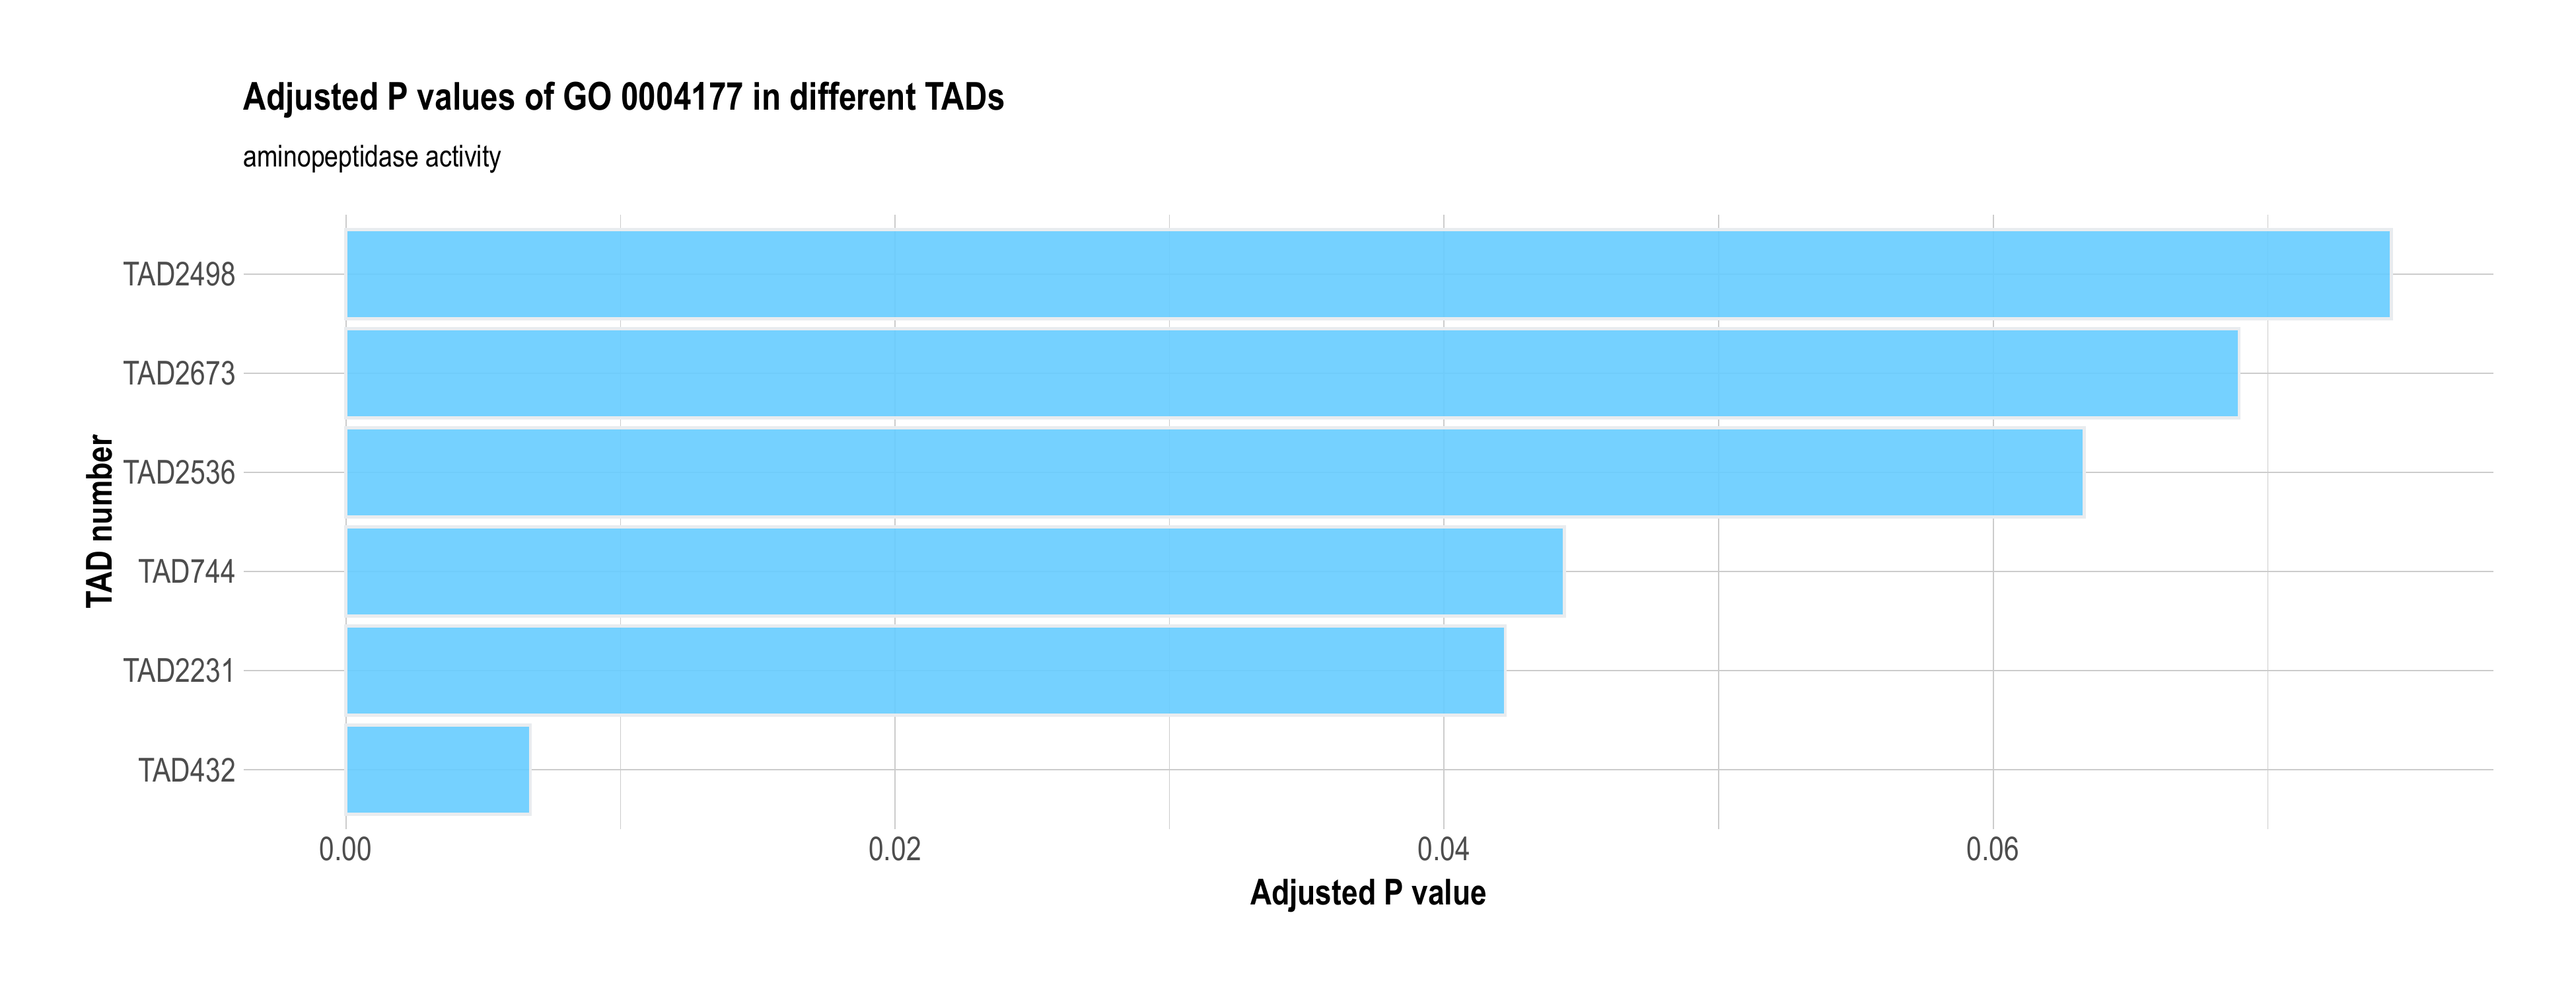 Adjusted P values of GO 0004177 in different TADs
aminopeptidase activity
TAD number
TAD2498
TAD2673
TAD2536
TAD744
TAD2231
TAD432
0.00 0.02 0.04 0.06
Adjusted P value